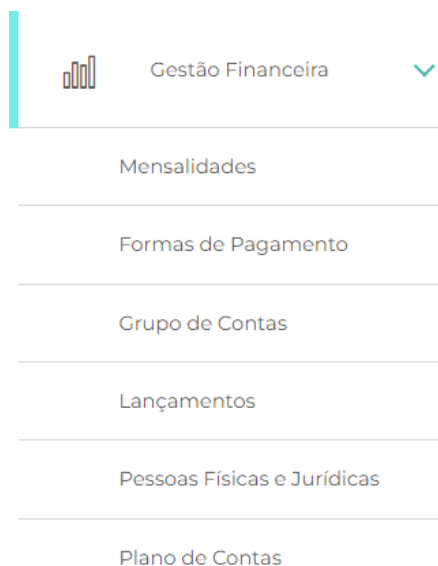 Gestão Financeira
Mensalidades
Formas de Pagamento
Grupo de Contas
Lançamentos
Pessoas Físicas e Jurídicas
Plano de Contas